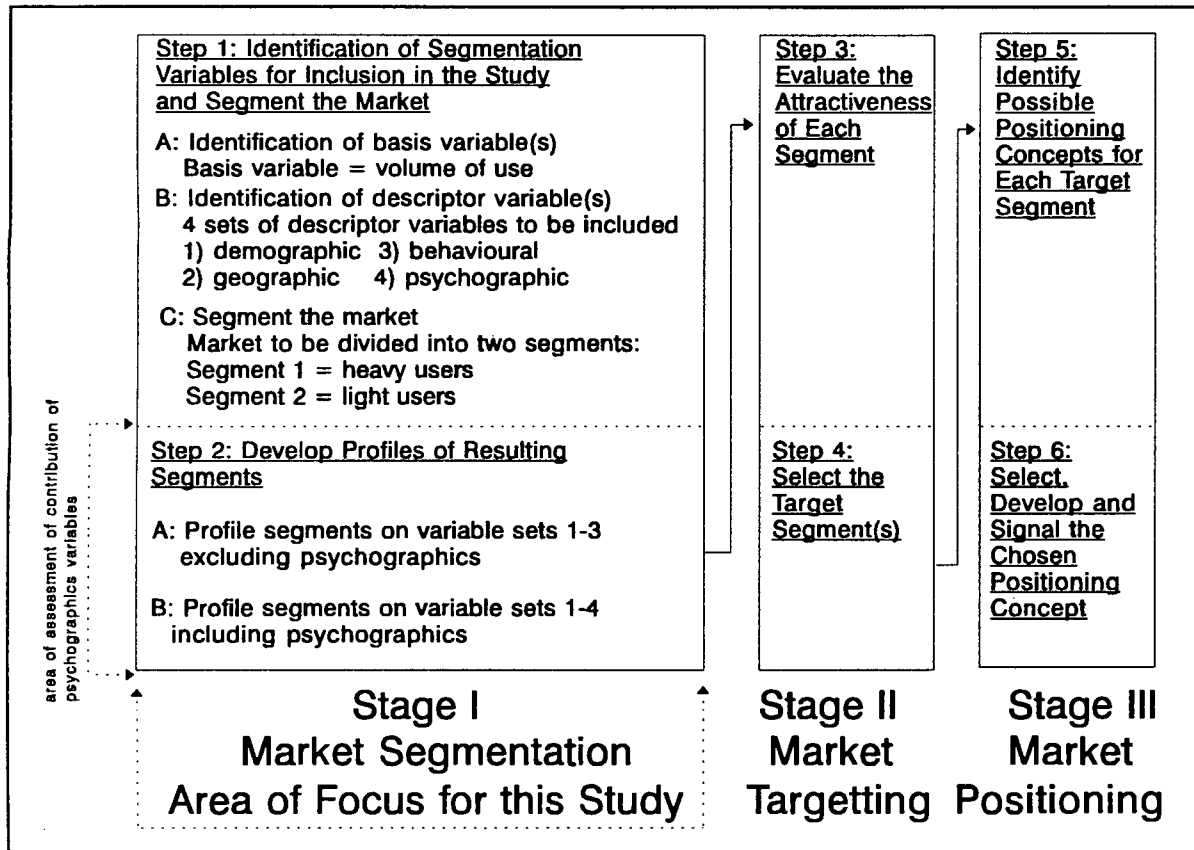 Step 1: Identification of Segmentation
Variables for Inclusion in the Study
and Segment the Market
A: Identification of basis variable(s)
Basis variable = volume of use
B: Identification of descriptor variable(s)
4 sets of descriptor variables to be included
1) demographic 3) behavioural
2) geographic 4) psychographic
C: Segment the market
Market to be divided into two segments:
Segment 1 = heavy users
Segment 2 = light users
Step 2: Develop Profiles of Resulting
Segments
A: Profile segments on variable sets 1-3
excluding psychographics
B: Profile segments on variable sets 1-4
including psychographics
area of assessment of contribution of
psychographics variables
Stage I
Market Segmentation
Area of Focus for this Study
Step 3:
Evaluate the
Attractiveness
of Each
Segment
Step 4:
Select the
Target
Segment(s)
Stage II
Market
Targetting
Step 5:
Identify
Possible
Positioning
Concepts for
Each Target
Segment
Step 6:
Select,
Develop and
Signal the
Chosen
Positioning
Concept
Stage III
Market
Positioning